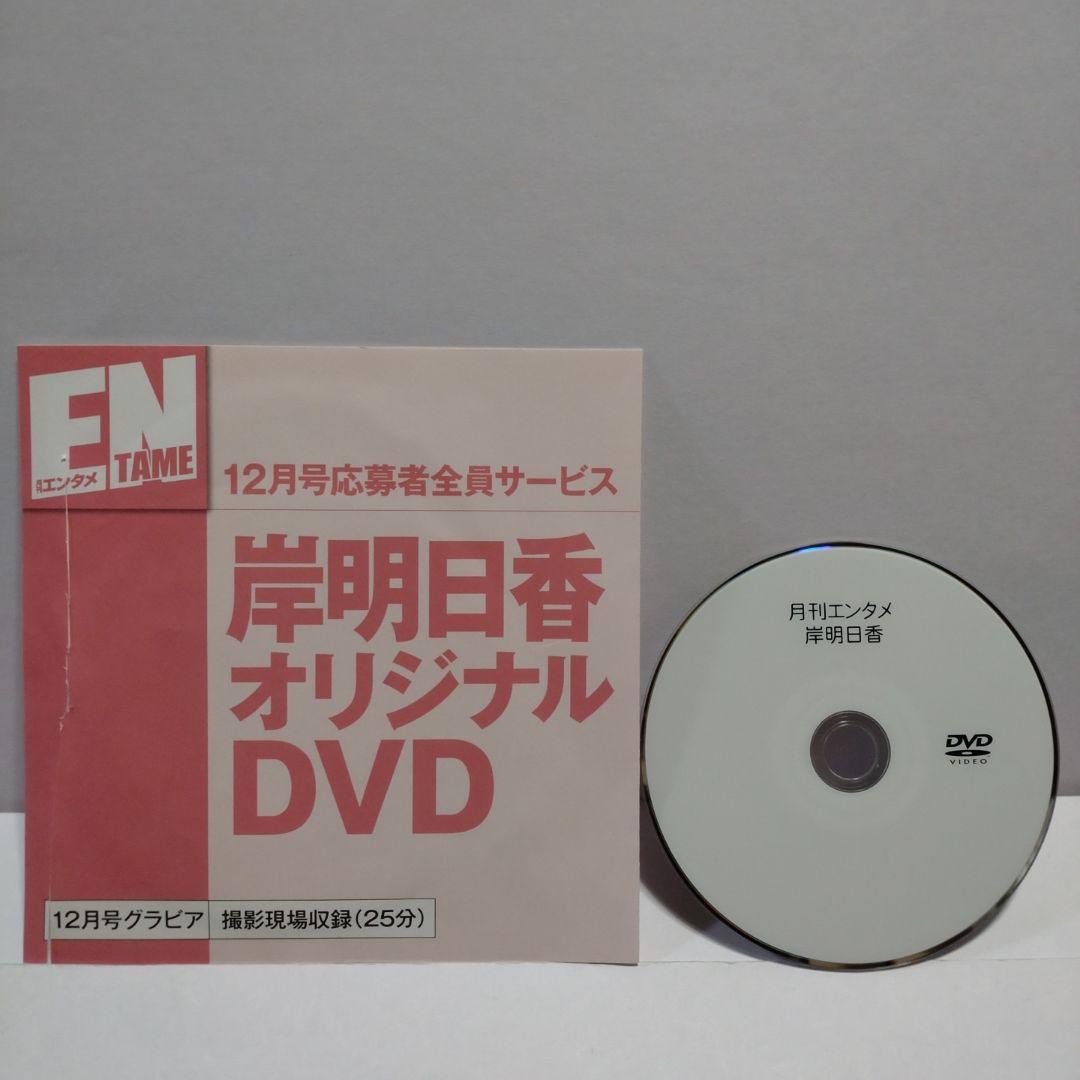 EN
TAME
月刊エンタメ
12月号応募者全員サービス
岸明日香
オリジナル
DVD
12月号グラビア 撮影現場収録(25分)
月刊エンタメ
岸明日香
DVD
VIDEO